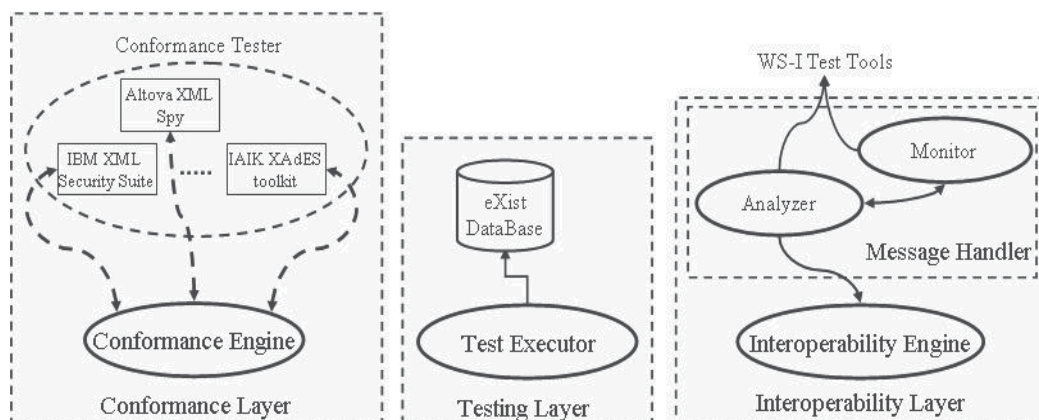 Conformance Tester
Altova XML
Spy
IBM XML
Security Suite
IAIK XAdES
toolkit
Conformance Engine
Conformance Layer
eXist
DataBase
Test Executor
Testing Layer
WS-I Test Tools
Monitor
Analyzer
Message Handler
Interoperability Engine
Interoperability Layer